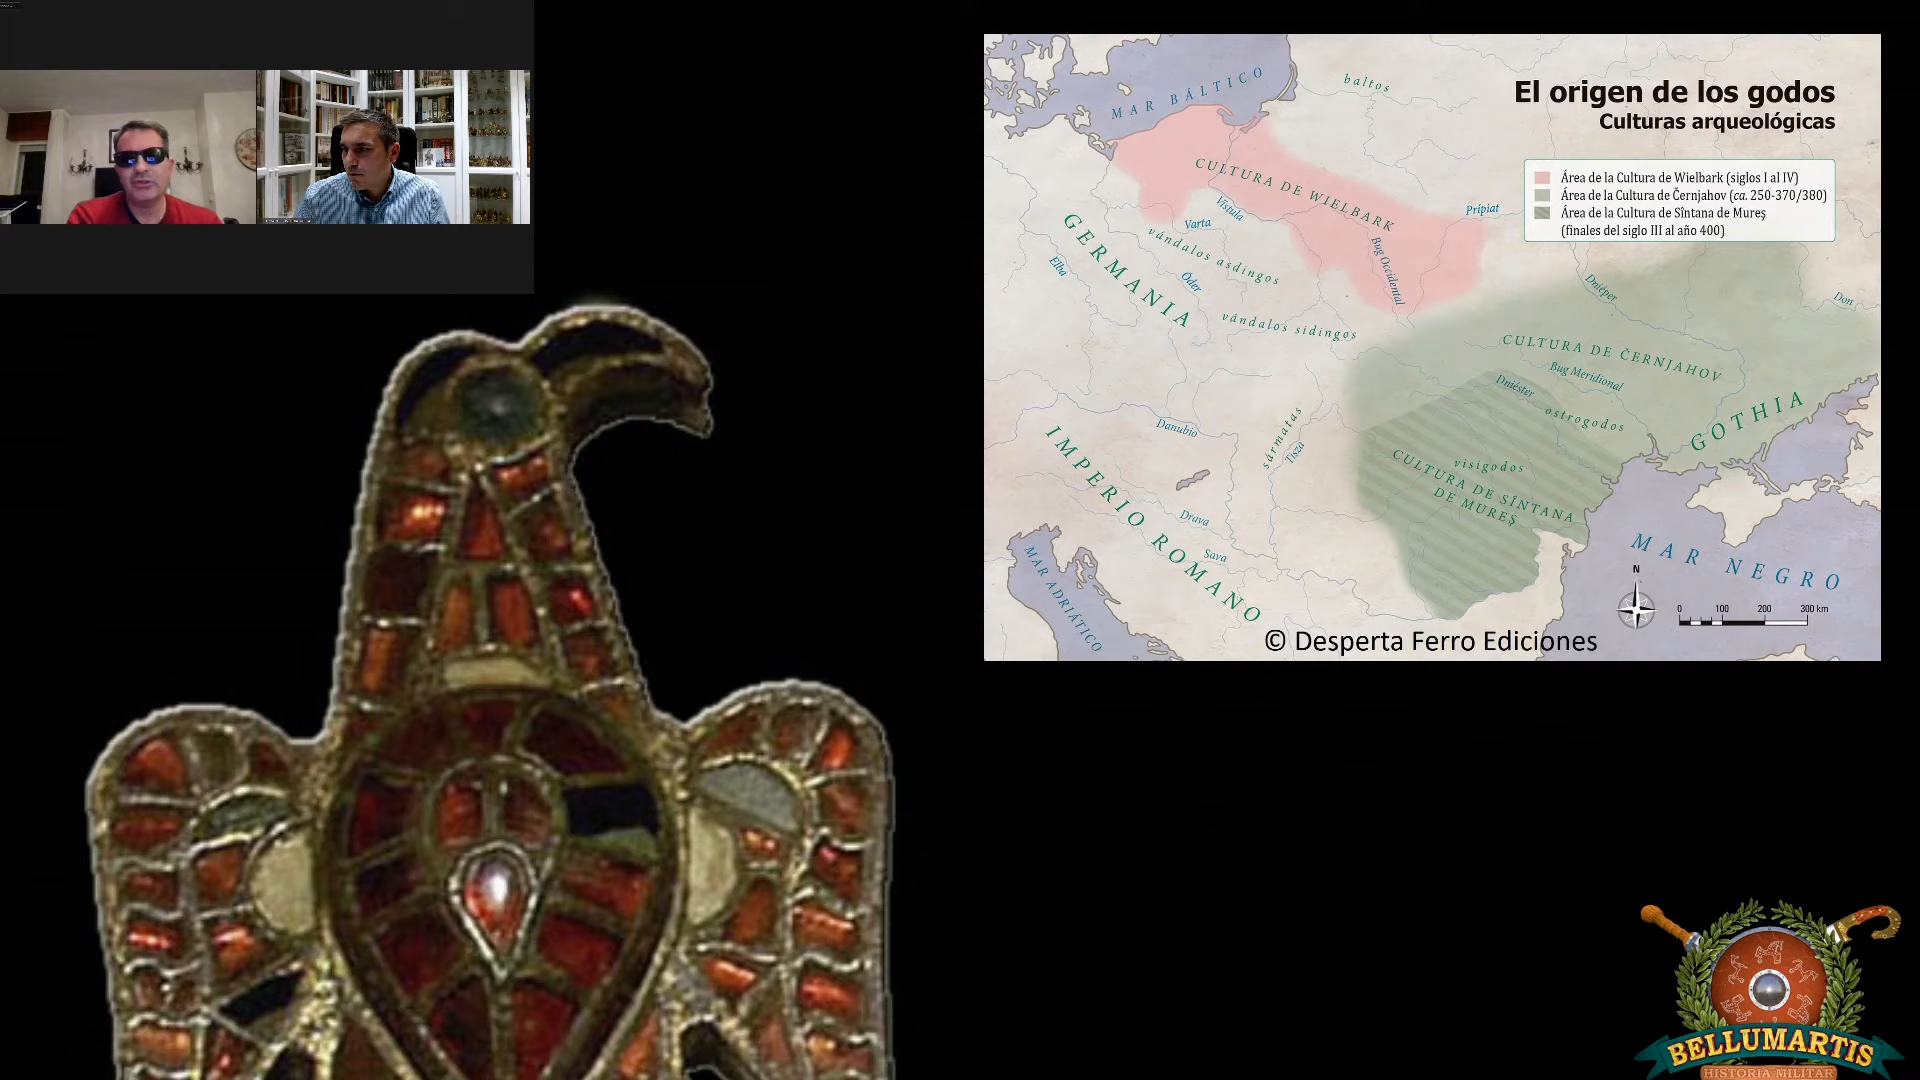 MAR BÁLTICO
baltos
El origen de los godos
Culturas arqueológicas
Área de la Cultura de Wielbark (siglos I al IV)
Área de la Cultura de Černjahov (ca. 250-370/380)
Área de la Cultura de Sîntana de Mureş
(finales del siglo III al año 400)
CULTURA DE WIELBARK
Vístula
Prípiat
Varta
GERMANIA
vándalos asdingos
Elba
Óder
Bug Occidental
vándalos sidingos
Dniéper
Don
CULTURA DE ČERNJAHOV
Bug Meridional
Dniéster
ostrogodos
GOTHIA
Danubio
sármatas
Tisza
visigodos
CULTURA DE SÎNTANA
DE MUREŞ
IMPERIO ROMANO
Drava
Sava
MAR ADRIÁTICO
MAR NEGRO
N
0 100 200 300 km
© Desperta Ferro Ediciones
BELLUMARTIS
HISTORIA MILITAR